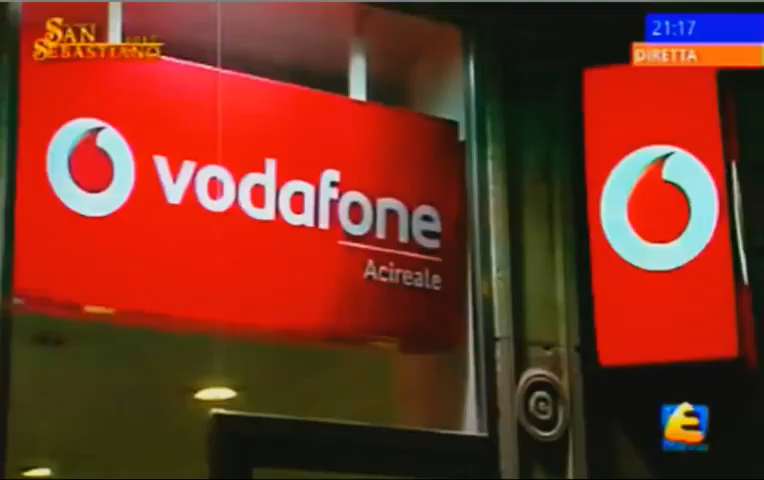 SAN
SEBASTIANO
21:17
DIRETTA
vodafone
Acireale
E